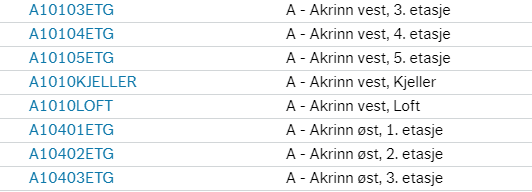 A10103ETG A - Akrinn vest, 3. etasje
A10104ETG A - Akrinn vest, 4. etasje
A10105ETG A - Akrinn vest, 5. etasje
A1010KJELLER A - Akrinn vest, Kjeller
A1010LOFT A - Akrinn vest, Loft
A10401ETG A - Akrinn øst, 1. etasje
A10402ETG A - Akrinn øst, 2. etasje
A10403ETG A - Akrinn øst, 3. etasje